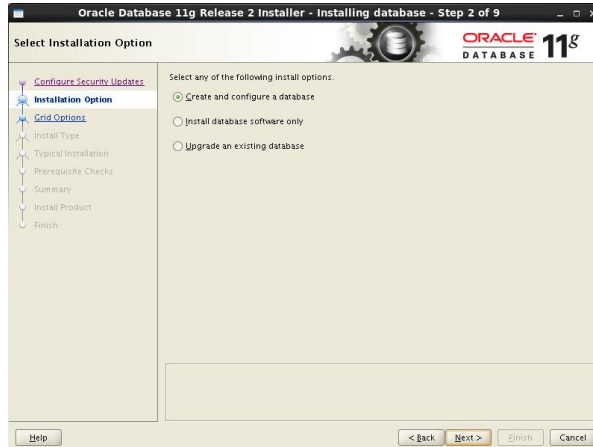 Oracle Database 11g Release 2 Installer - Installing database - Step 2 of 9
Select Installation Option
ORACLE
DATABASE
11g
Configure Security Updates
Installation Option
Grid Options
Install Type
Typical Installation
Prerequisite Checks
Summary
Install Product
Finish
Select any of the following install options.
Create and configure a database
Install database software only
Upgrade an existing database
Help
< Back
Next >
Finish
Cancel